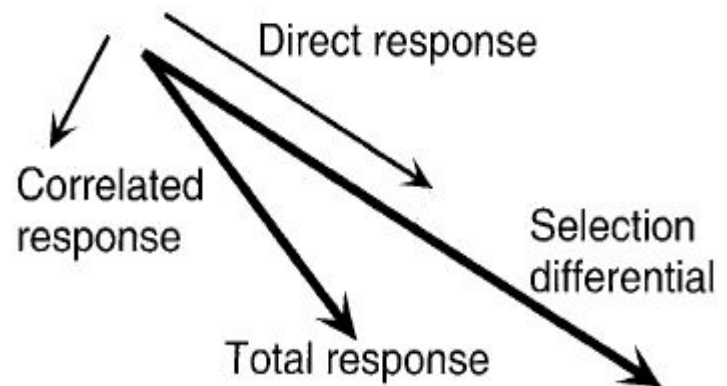 Direct response
Correlated
response
Selection
differential
Total response